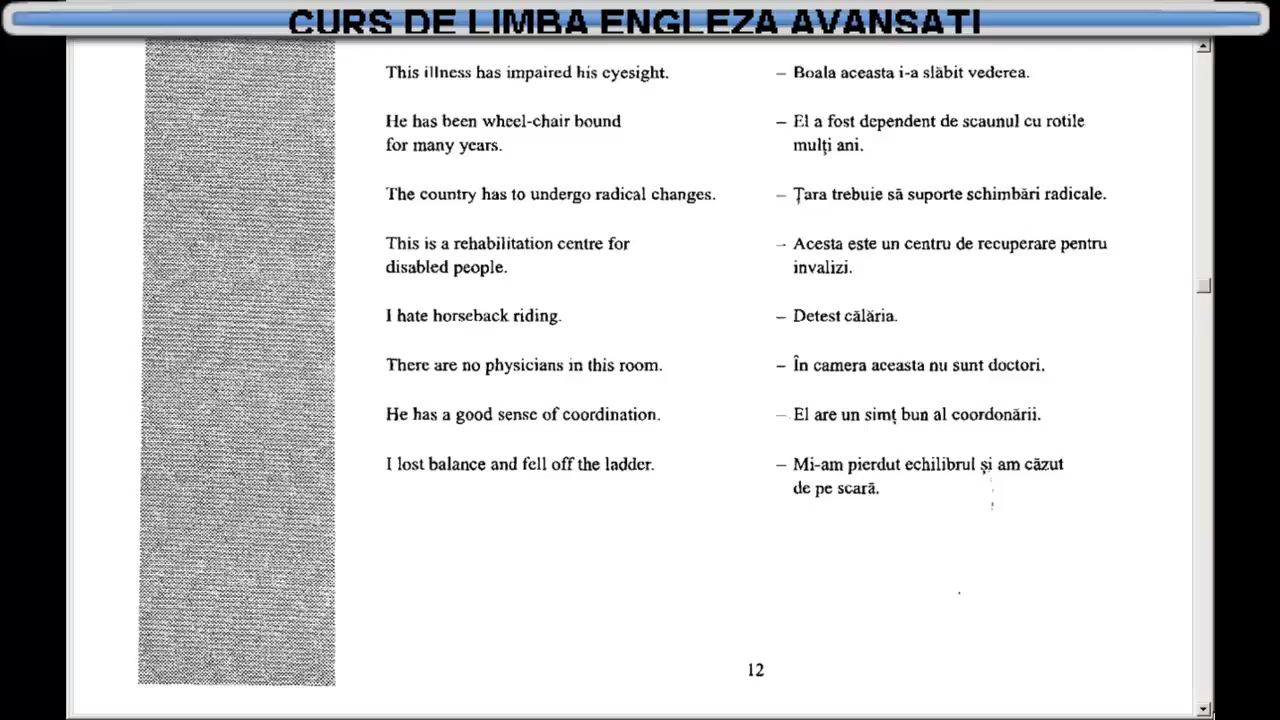 CURS DE LIMBA ENGLEZA AVANSATI
This illness has impaired his eyesight.
– Boala aceasta i-a slăbit vederea.
He has been wheel-chair bound
for many years.
– El a fost dependent de scaunul cu rotile
mulţi ani.
The country has to undergo radical changes.
– Ţara trebuie să suporte schimbări radicale.
This is a rehabilitation centre for
disabled people.
– Acesta este un centru de recuperare pentru
invalizi.
I hate horseback riding.
– Detest călăria.
There are no physicians in this room.
– În camera aceasta nu sunt doctori.
He has a good sense of coordination.
– El are un simţ bun al coordonării.
I lost balance and fell off the ladder.
– Mi-am pierdut echilibrul şi am căzut
de pe scară.
12